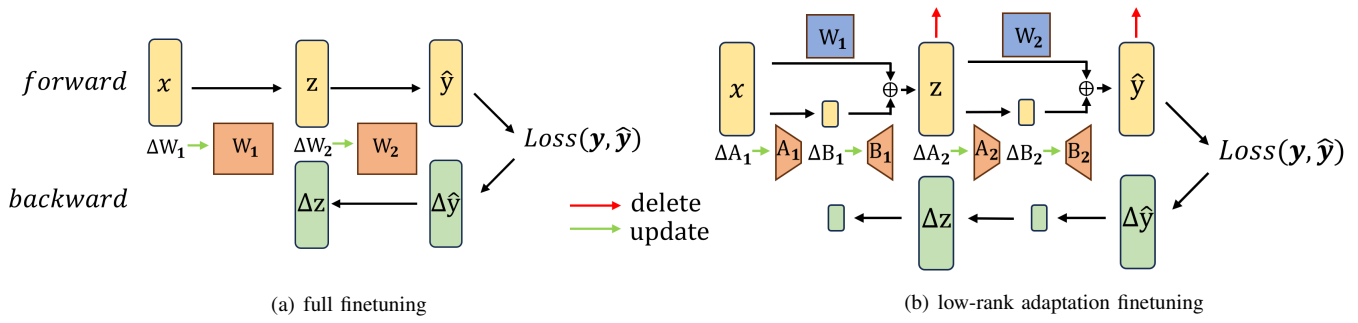 forward
x
z
ŷ
ΔW₁
W₁
ΔW₂
W₂
Loss(y, ŷ)
backward
Δz
Δŷ
delete
update
(a) full finetuning
W₁
W₂
x
z
ŷ
⊕
⊕
ΔA₁
A₁
ΔB₁
B₁
ΔA₂
A₂
ΔB₂
B₂
Loss(y, ŷ)
Δz
Δŷ
(b) low-rank adaptation finetuning